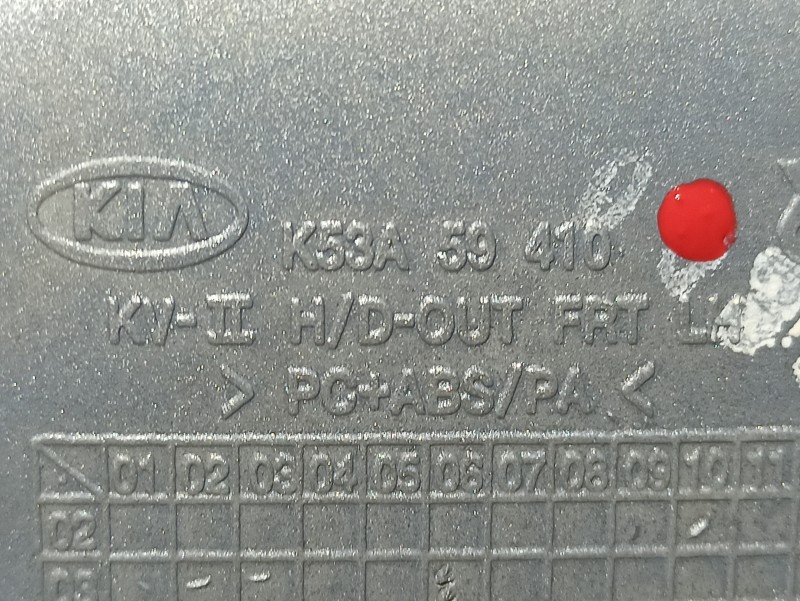 KIA K53A 59 410
KV-II H/D-OUT FRT LH
> PC+ABS/PA <
01 02 03 04 05 06 07 08 09 10 11
02
03